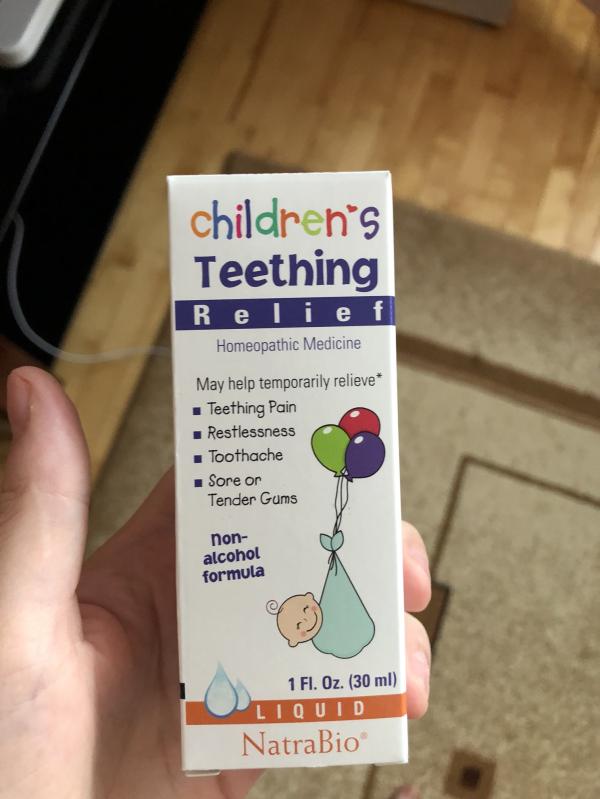 children's
Teething
Relief
Homeopathic Medicine
May help temporarily relieve*
▪ Teething Pain
▪ Restlessness
▪ Toothache
▪ Sore or
Tender Gums
Non-
alcohol
formula
1 Fl. Oz. (30 ml)
LIQUID
NatraBio®